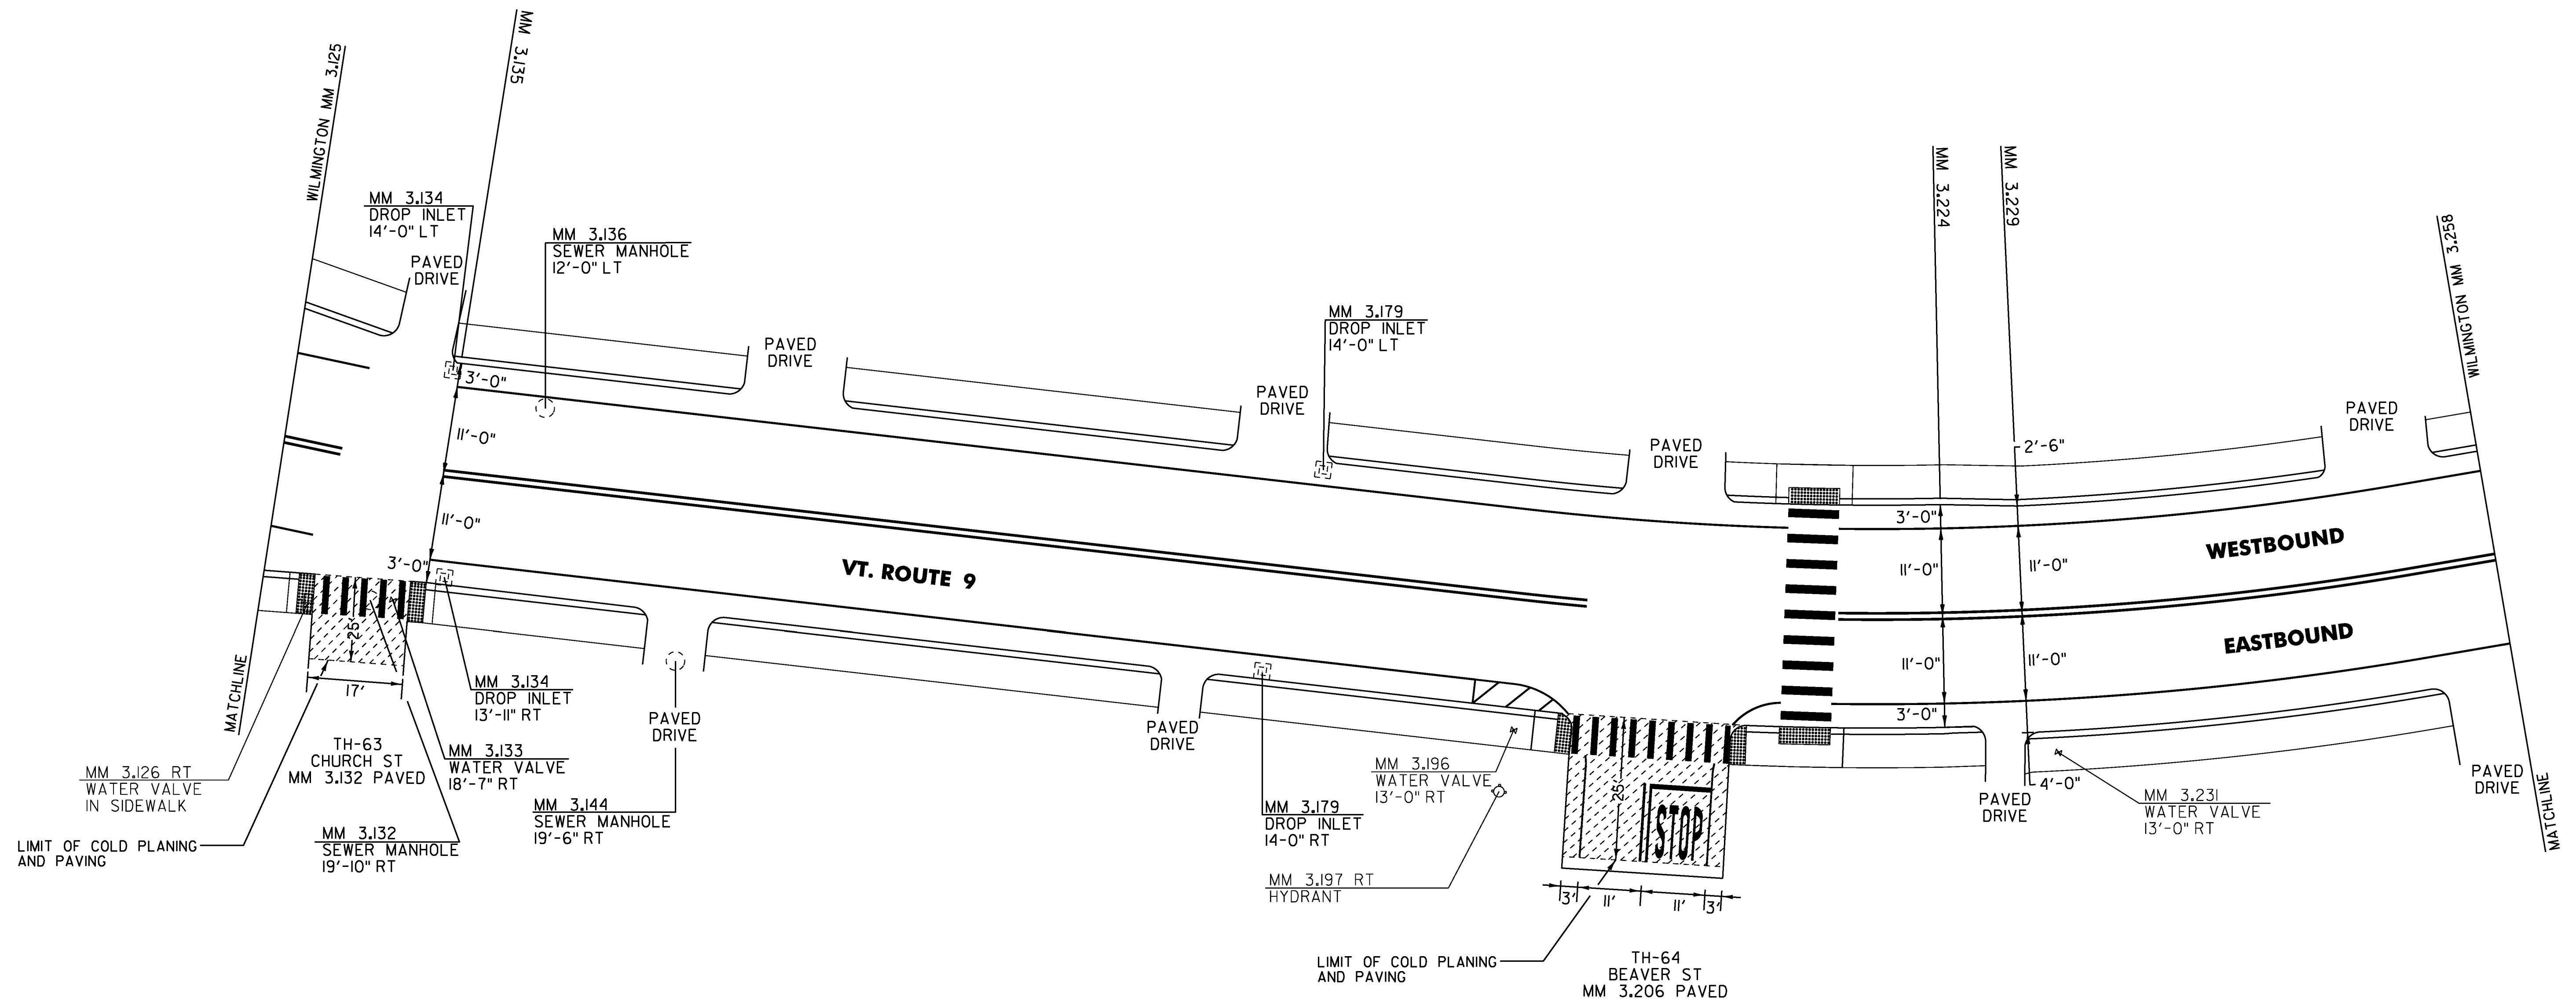 WILMINGTON MM 3.125
MM 3.135
MM 3.134
DROP INLET
14'-0" LT
PAVED
DRIVE
MM 3.136
SEWER MANHOLE
12'-0" LT
PAVED
DRIVE
MM 3.179
DROP INLET
14'-0" LT
PAVED
DRIVE
PAVED
DRIVE
MM 3.224
MM 3.229
WILMINGTON MM 3.258
PAVED
DRIVE
2'-6"
3'-0"
11'-0"
11'-0"
3'-0"
VT. ROUTE 9
3'-0"
11'-0"
11'-0"
WESTBOUND
11'-0"
11'-0"
EASTBOUND
3'-0"
4'-0"
MATCHLINE
25'
17'
MM 3.126 RT
WATER VALVE
IN SIDEWALK
LIMIT OF COLD PLANING
AND PAVING
TH-63
CHURCH ST
MM 3.132 PAVED
MM 3.132
SEWER MANHOLE
19'-10" RT
MM 3.134
DROP INLET
13'-11" RT
MM 3.133
WATER VALVE
18'-7" RT
MM 3.144
SEWER MANHOLE
19'-6" RT
PAVED
DRIVE
PAVED
DRIVE
MM 3.179
DROP INLET
14-0" RT
MM 3.196
WATER VALVE
13'-0" RT
MM 3.197 RT
HYDRANT
25'
STOP
3'
11'
11'
3'
LIMIT OF COLD PLANING
AND PAVING
TH-64
BEAVER ST
MM 3.206 PAVED
PAVED
DRIVE
MM 3.231
WATER VALVE
13'-0" RT
PAVED
DRIVE
MATCHLINE